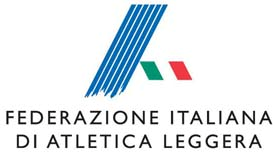 FEDERAZIONE ITALIANA
DI ATLETICA LEGGERA